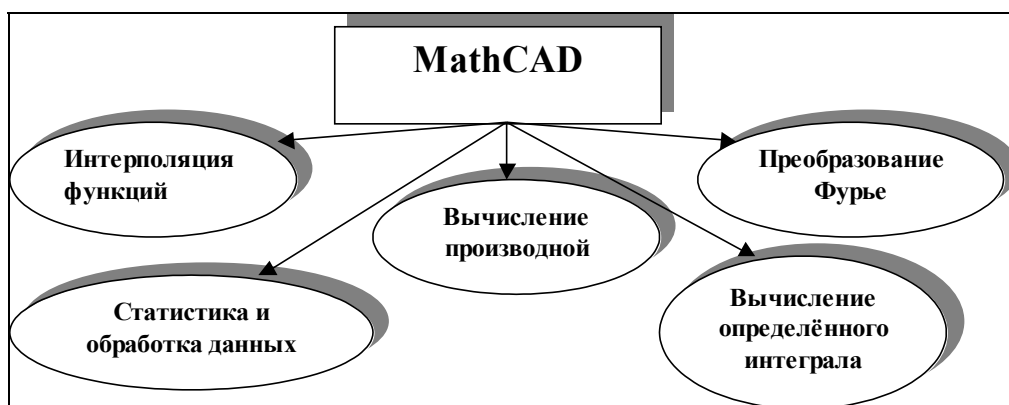 MathCAD
Интерполяция
функций
Преобразование
Фурье
Вычисление
производной
Статистика и
обработка данных
Вычисление
определённого
интеграла